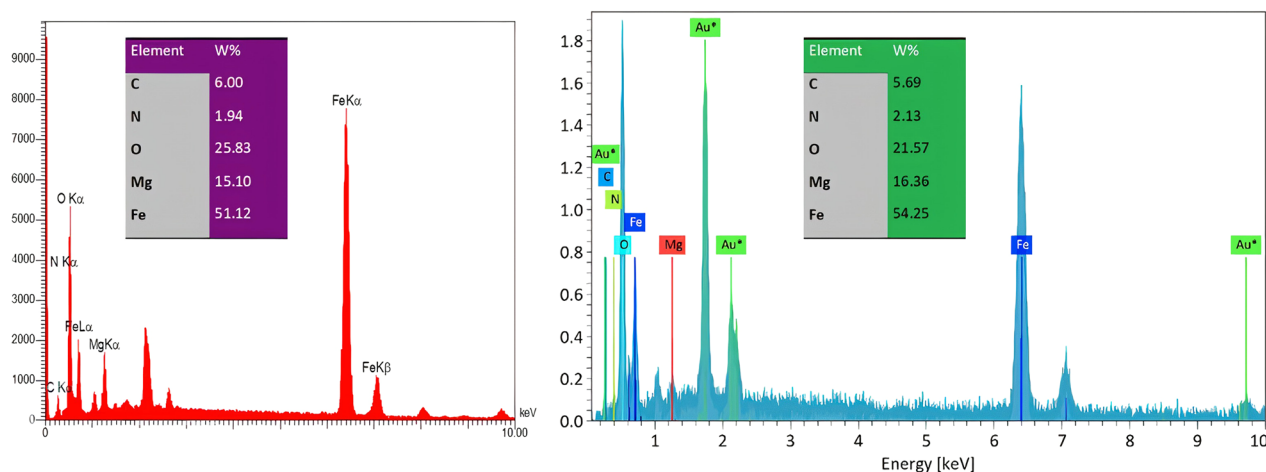 Element W%
C 6.00
N 1.94
O 25.83
Mg 15.10
Fe 51.12
9000
8000
7000
6000
5000
4000
3000
2000
1000
0
FeKα
O Kα
N Kα
FeLα
MgKα
C Kα
FeKβ
keV
0.00
10.00
Element W%
C 5.69
N 2.13
O 21.57
Mg 16.36
Fe 54.25
1.8
1.6
1.4
1.2
1.0
0.8
0.6
0.4
0.2
0.0
Au*
Au*
C
N
Fe
O
Mg
Au*
Fe
Au*
1 2 3 4 5 6 7 8 9 10
Energy [keV]